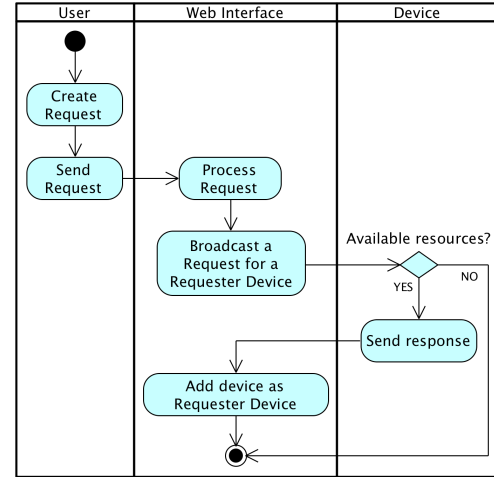 User
Web Interface
Device
Create
Request
Send
Request
Process
Request
Broadcast a
Request for a
Requester Device
Available resources?
YES
NO
Send response
Add device as
Requester Device